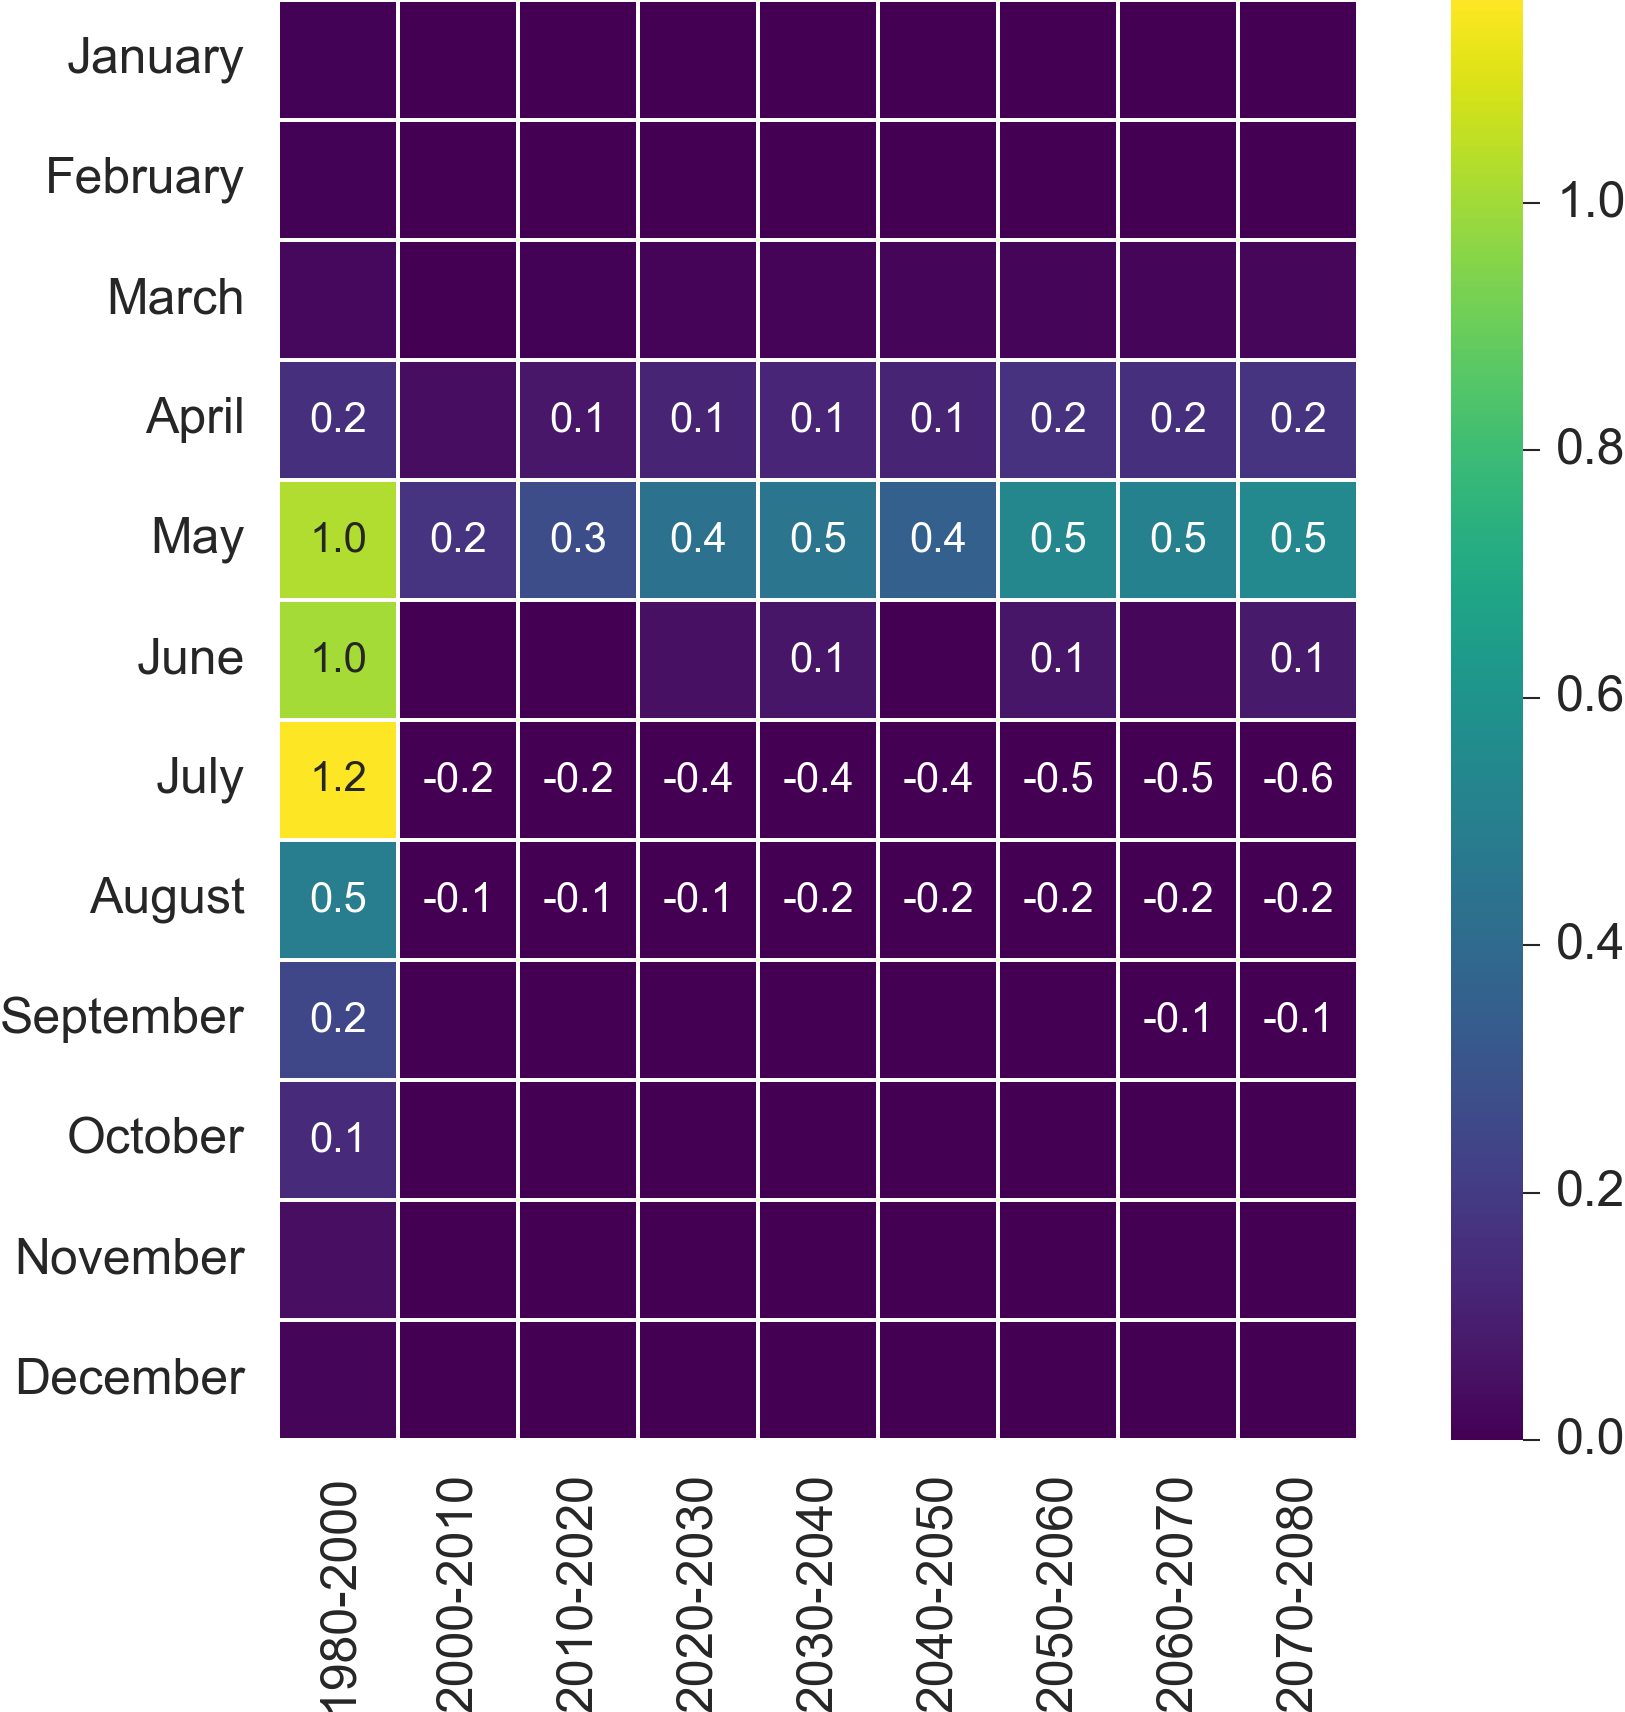 January
February
March
April 0.2 0.1 0.1 0.1 0.1 0.2 0.2 0.2
May 1.0 0.2 0.3 0.4 0.5 0.4 0.5 0.5 0.5
June 1.0 0.1 0.1 0.1
July 1.2 -0.2 -0.2 -0.4 -0.4 -0.4 -0.5 -0.5 -0.6
August 0.5 -0.1 -0.1 -0.1 -0.2 -0.2 -0.2 -0.2 -0.2
September 0.2 -0.1 -0.1
October 0.1
November
December
1980-2000 2000-2010 2010-2020 2020-2030 2030-2040 2040-2050 2050-2060 2060-2070 2070-2080
1.0
0.8
0.6
0.4
0.2
0.0